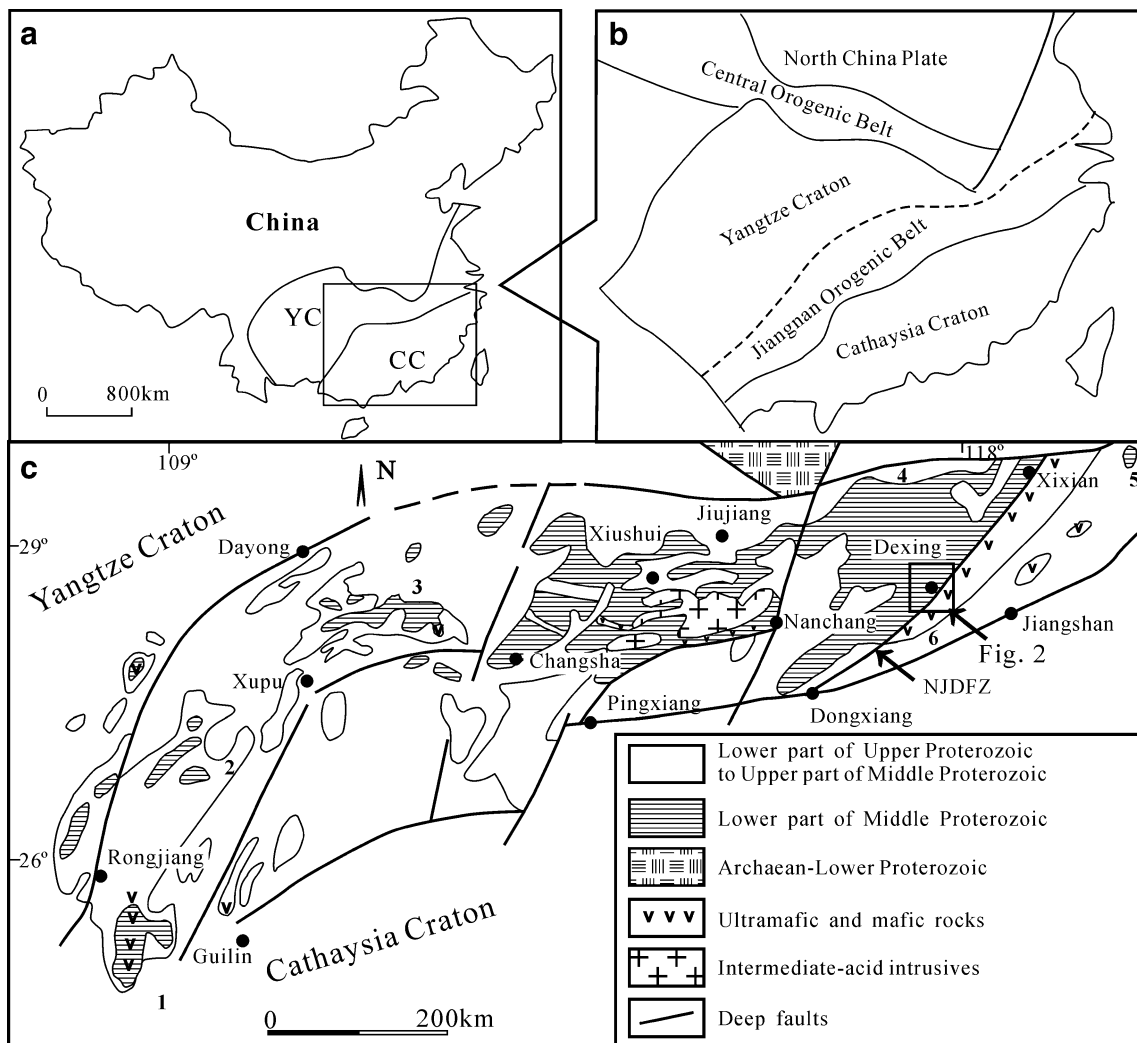 a
China
YC
CC
0 800km
b
North China Plate
Central Orogenic Belt
Yangtze Craton
Jiangnan Orogenic Belt
Cathaysia Craton
c
109º
118º
N
4
5
Xixian
Jiujiang
Xiushui
29º
Dayong
Yangtze Craton
Dexing
3
Nanchang
6
Jiangshan
Fig. 2
Changsha
Xupu
NJDFZ
Pingxiang
Dongxiang
2
26º
Rongjiang
Guilin
Cathaysia Craton
1
0 200km
Lower part of Upper Proterozoic
to Upper part of Middle Proterozoic
Lower part of Middle Proterozoic
Archaean-Lower Proterozoic
Ultramafic and mafic rocks
Intermediate-acid intrusives
Deep faults